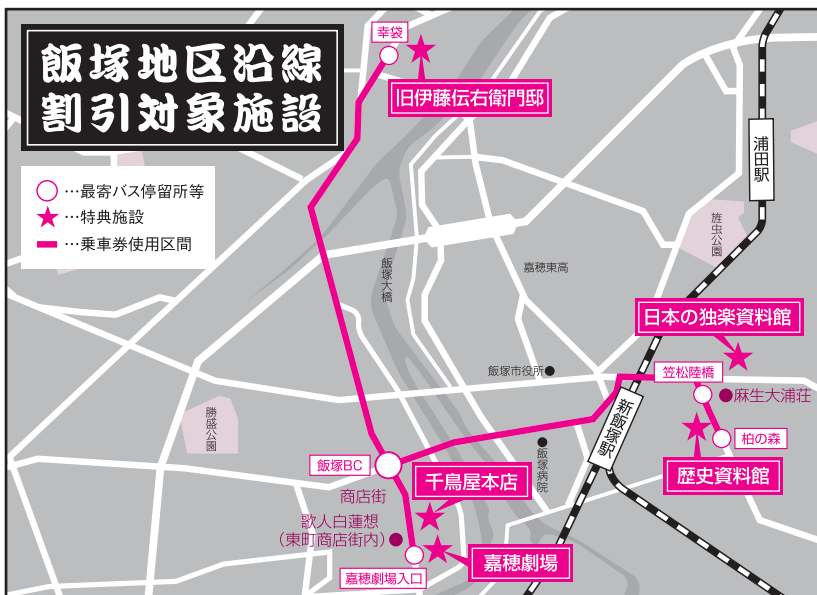 飯塚地区沿線
割引対象施設
…最寄バス停留所等
…特典施設
…乗車券使用区間
幸袋
旧伊藤伝右衛門邸
浦田駅
旌虫公園
飯塚大橋
嘉穂東高
日本の独楽資料館
飯塚市役所
笠松陸橋
麻生大浦荘
勝盛公園
新飯塚駅
柏の森
飯塚病院
歴史資料館
飯塚BC
千鳥屋本店
商店街
歌人白蓮想
(東町商店街内)
嘉穂劇場
嘉穂劇場入口